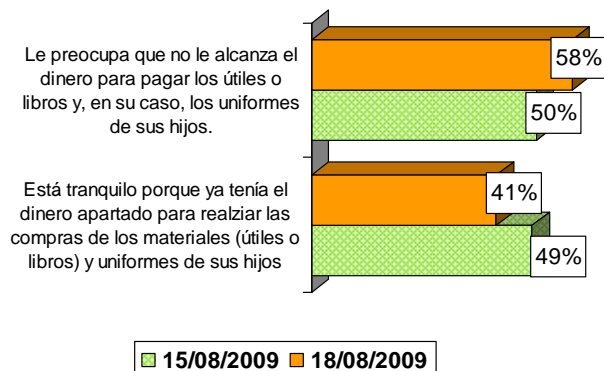 Le preocupa que no le alcanza el
dinero para pagar los útiles o
libros y, en su caso, los uniformes
de sus hijos.
58%
50%
Está tranquilo porque ya tenía el
dinero apartado para realziar las
compras de los materiales (útiles o
libros) y uniformes de sus hijos
41%
49%
15/08/2009 18/08/2009